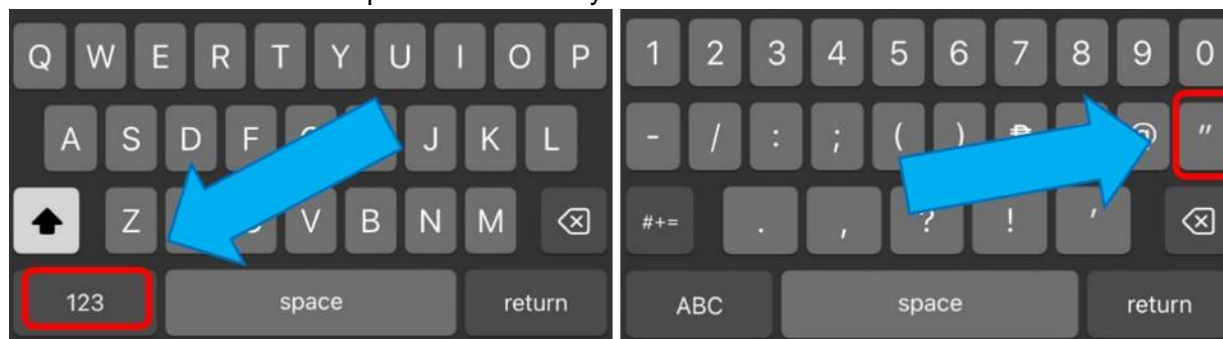 Q W E R T Y U I O P
A S D F J K L
Z V B N M
123 space return
1 2 3 4 5 6 7 8 9 0
- / : ; ( ) ₱ @ "
#+= . , ? ! '
ABC space return